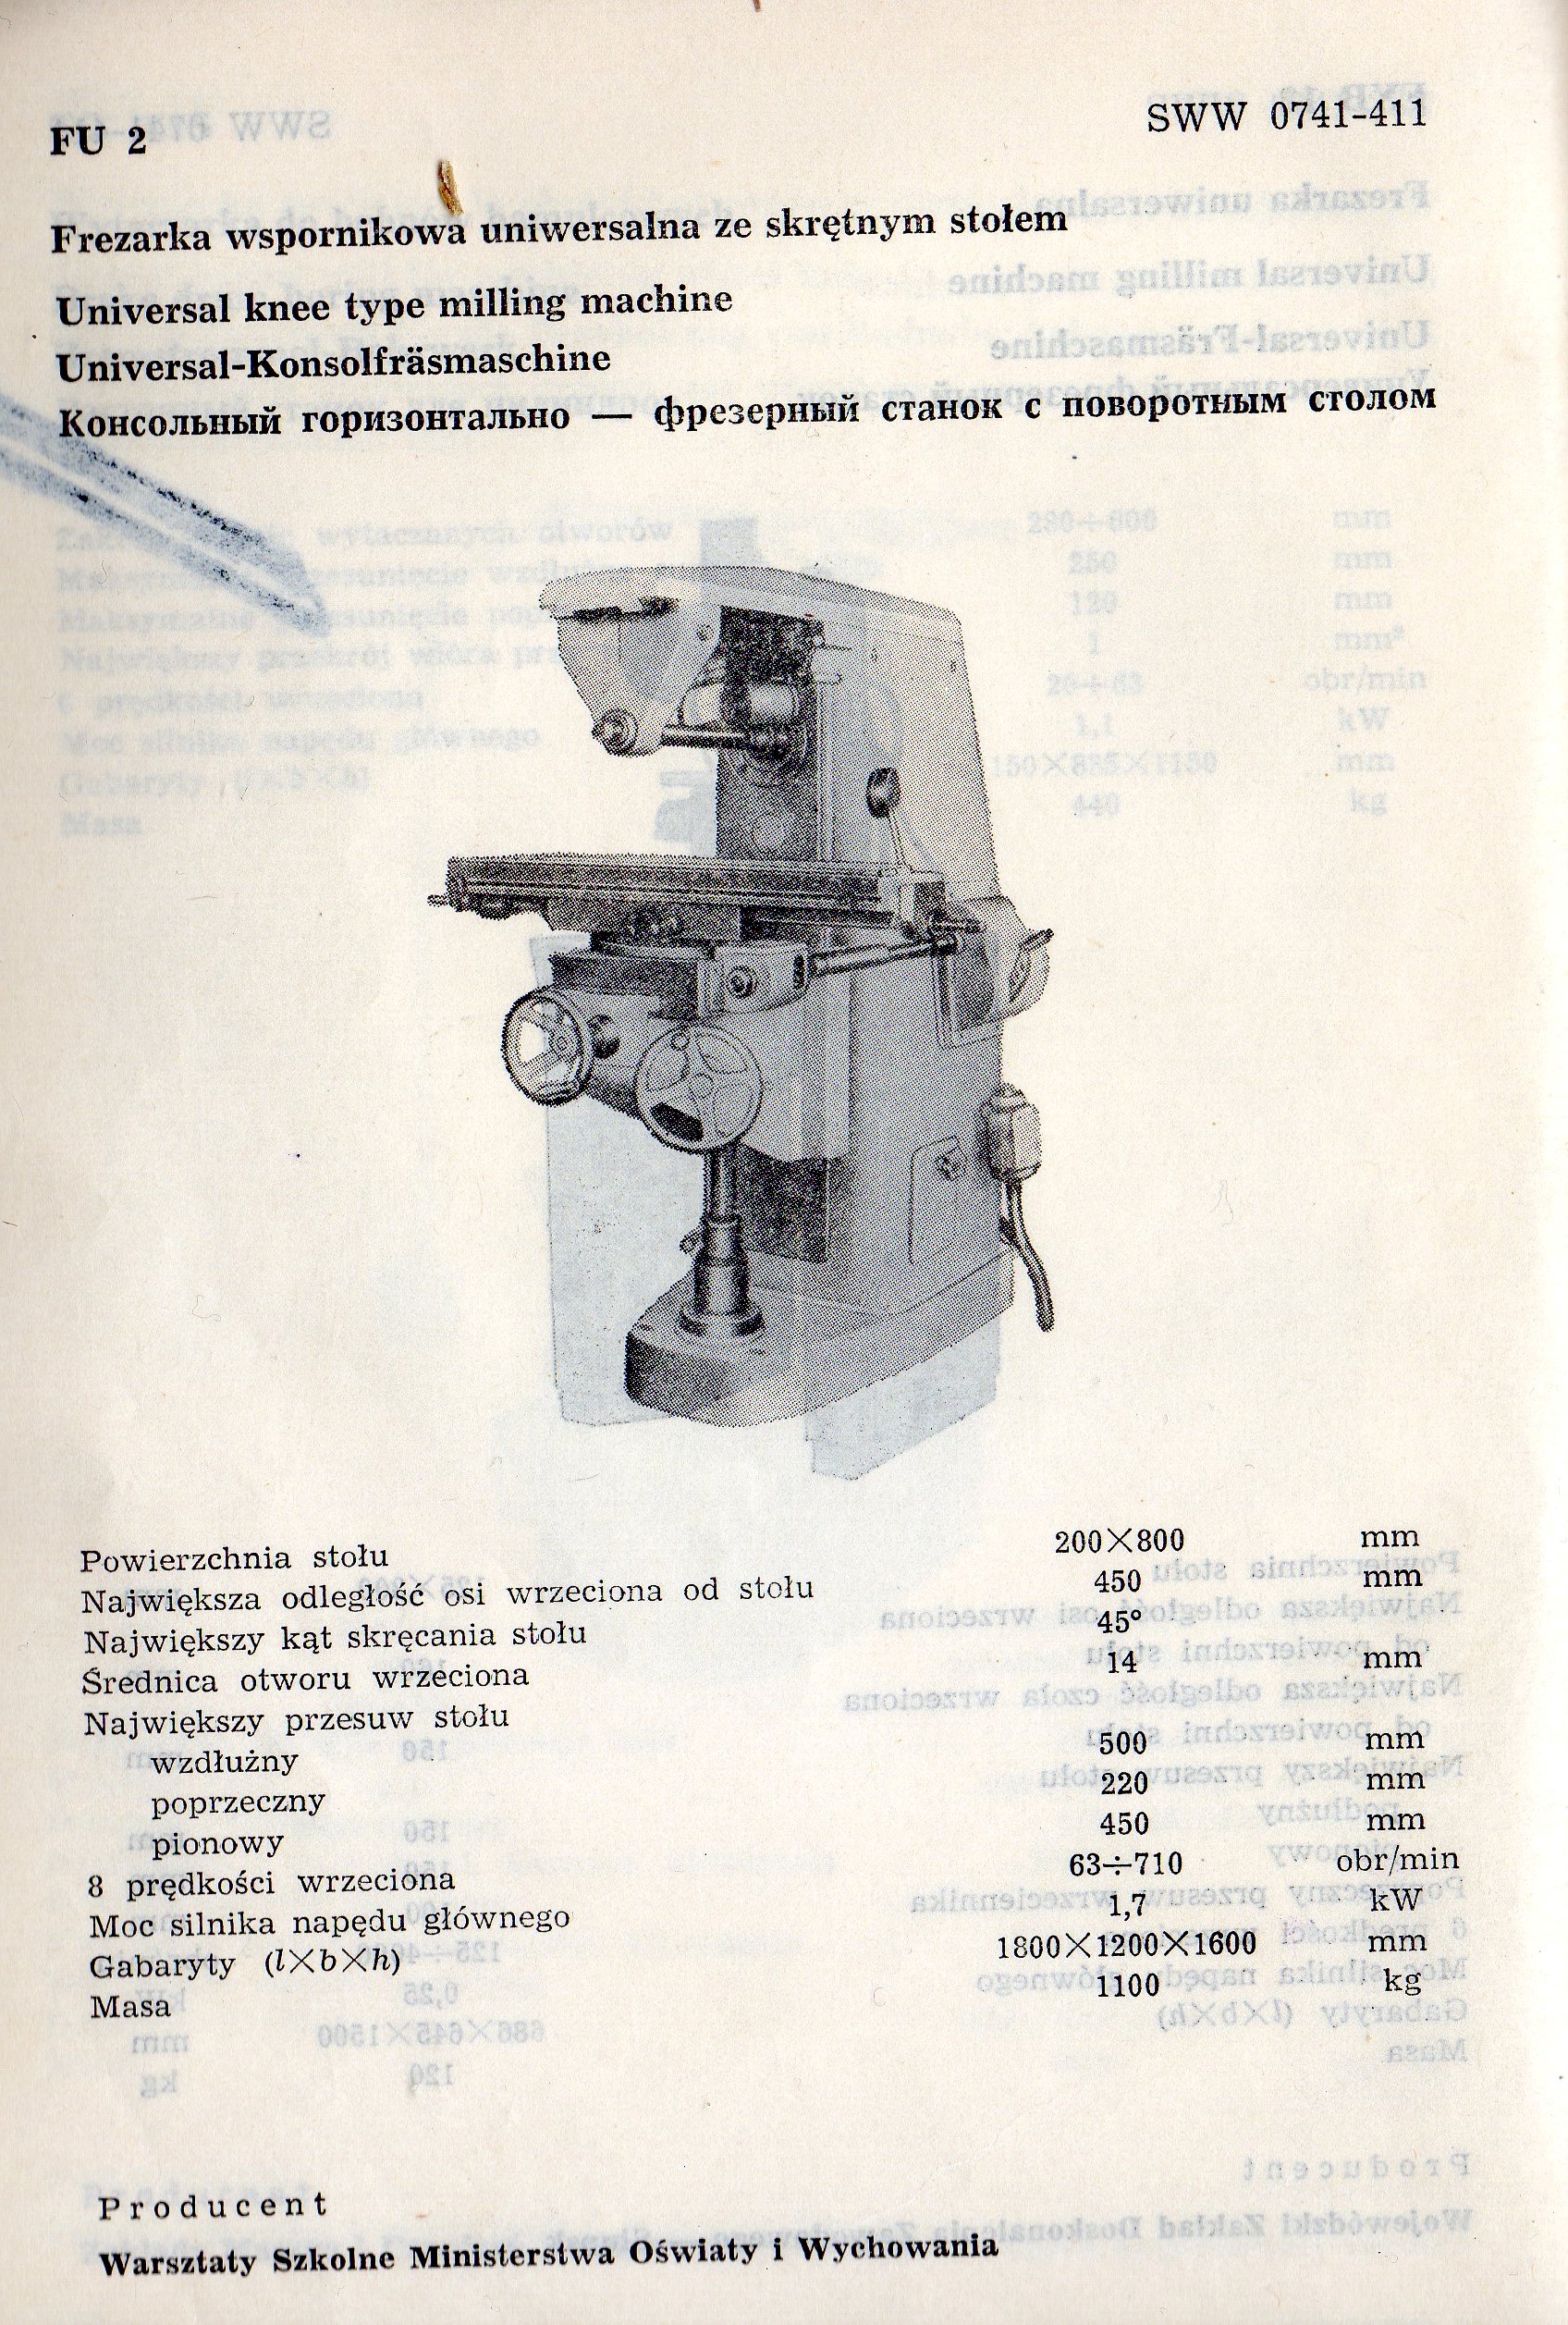 FU 2 SWW 0741-411
Frezarka wspornikowa uniwersalna ze skrętnym stołem
Universal knee type milling machine
Universal-Konsolfräsmaschine
Консольный горизонтально — фрезерный станок с поворотным столом
Powierzchnia stołu 200×800 mm
Największa odległość osi wrzeciona od stołu 450 mm
Największy kąt skręcania stołu 45°
Średnica otworu wrzeciona 14 mm
Największy przesuw stołu
wzdłużny 500 mm
poprzeczny 220 mm
pionowy 450 mm
8 prędkości wrzeciona 63÷710 obr/min
Moc silnika napędu głównego 1,7 kW
Gabaryty (l×b×h) 1800×1200×1600 mm
Masa 1100 kg
Producent
Warsztaty Szkolne Ministerstwa Oświaty i Wychowania